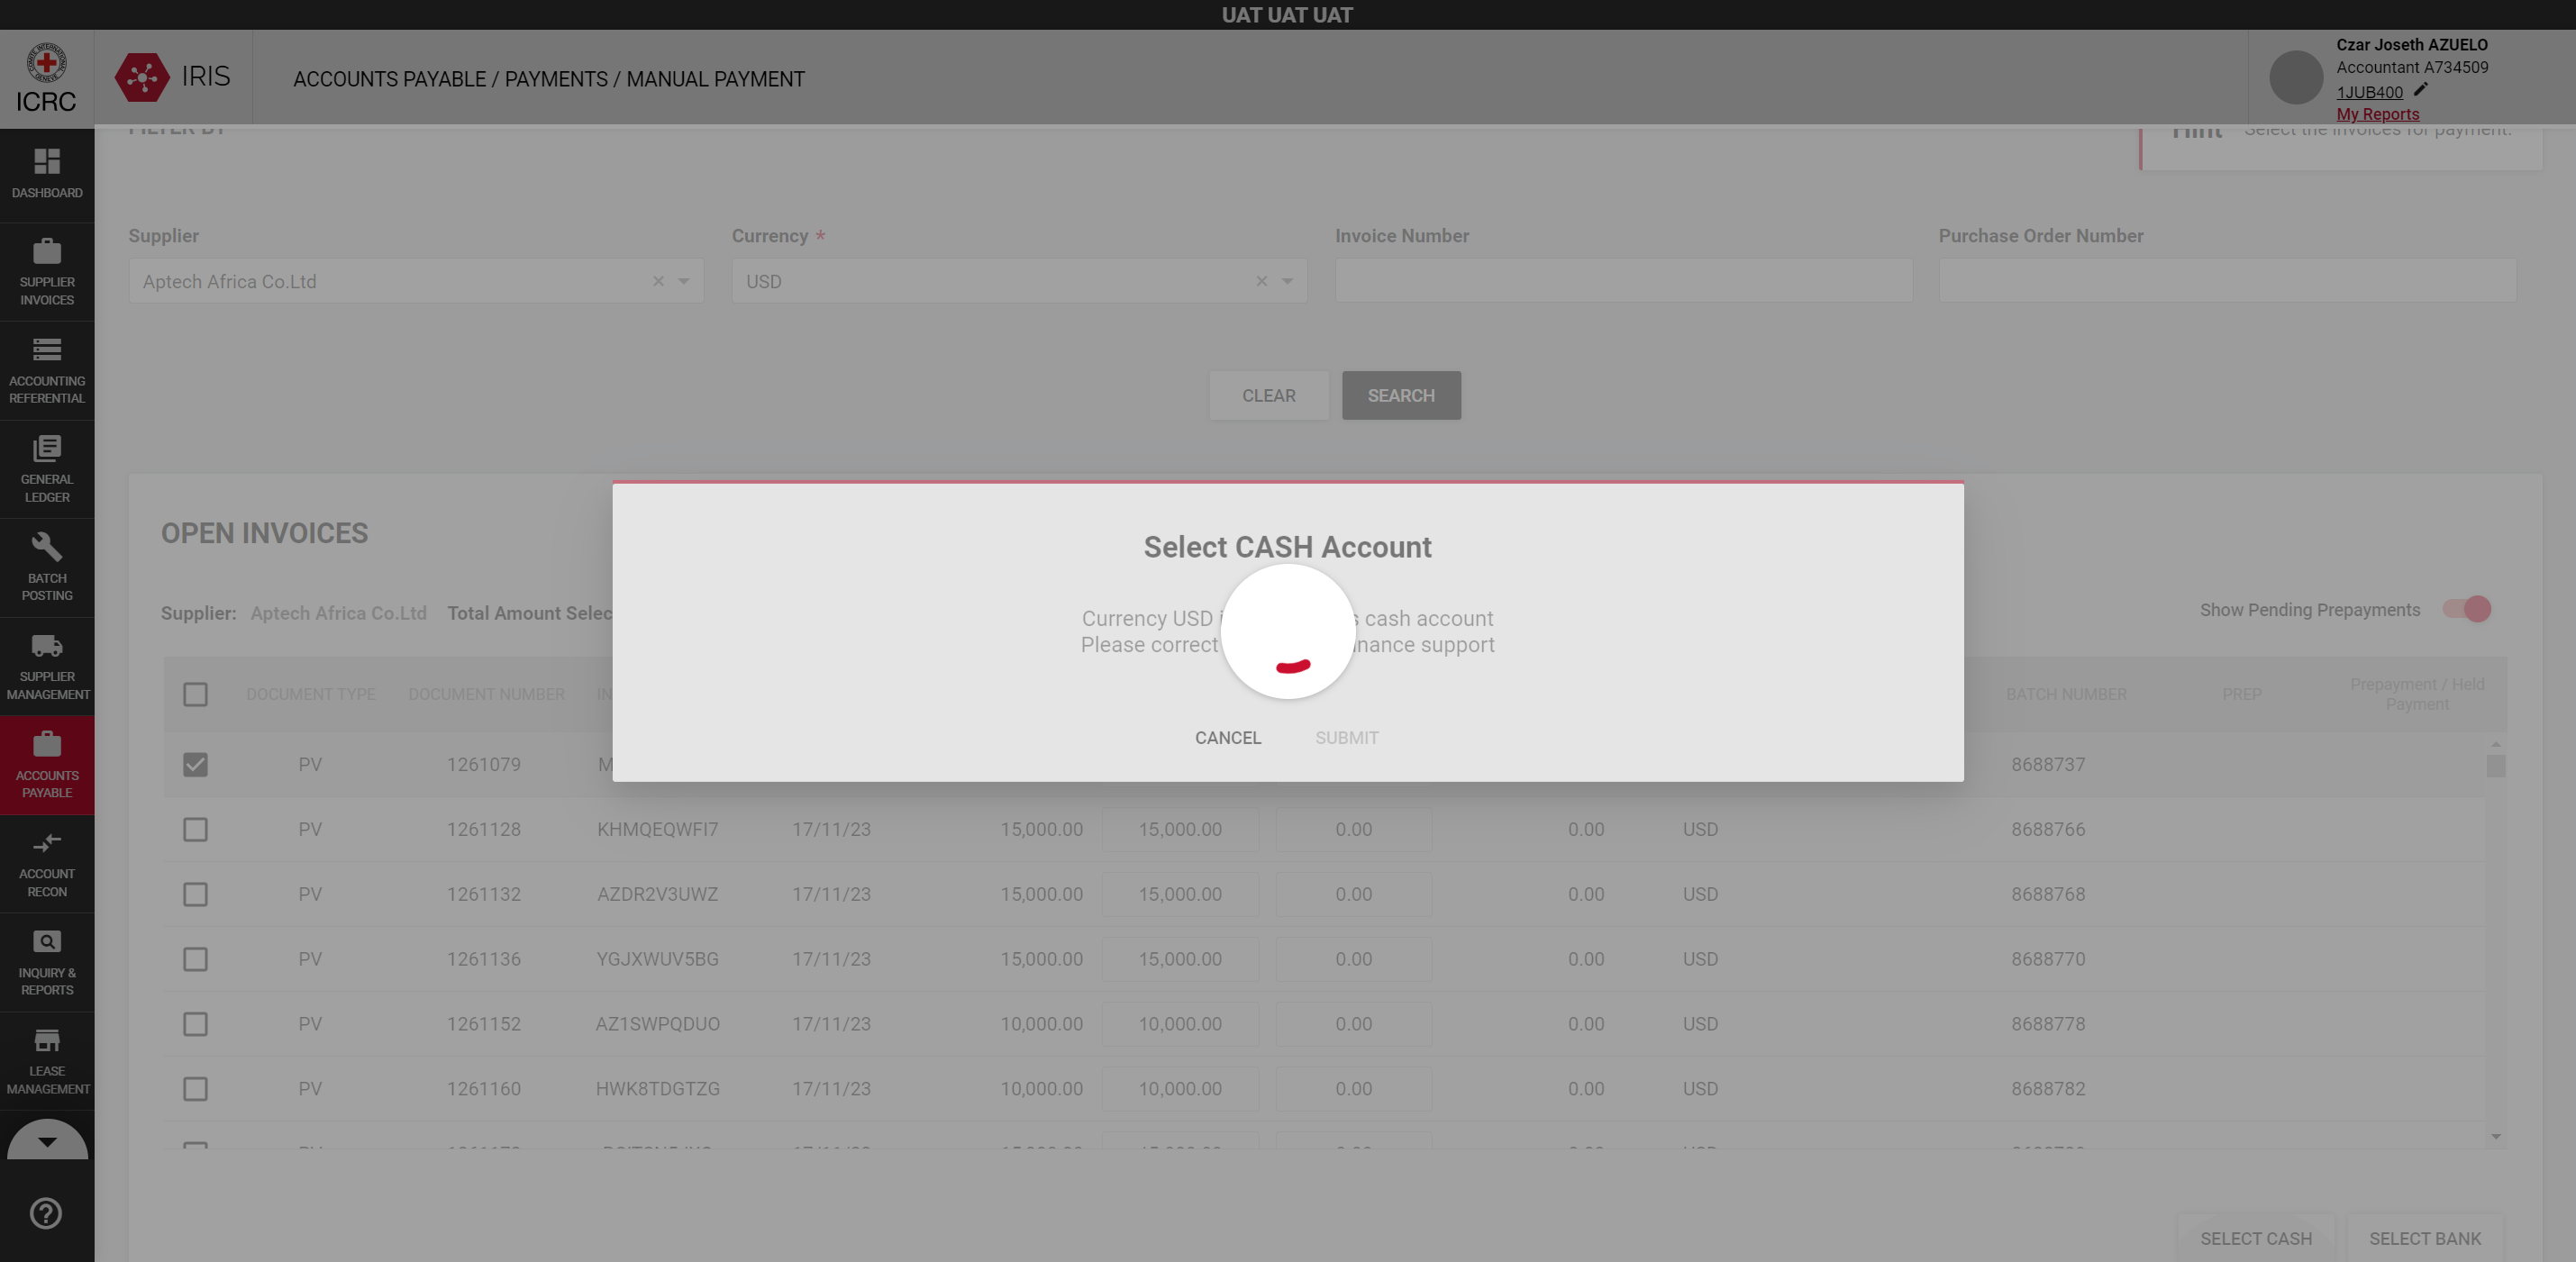 UAT UAT UAT
ICRC
IRIS
ACCOUNTS PAYABLE / PAYMENTS / MANUAL PAYMENT
Czar Joseth AZUELO
Accountant A734509
1JUB400
My Reports
FILTER BY
Hint Select the invoices for payment.
DASHBOARD
SUPPLIER
INVOICES
ACCOUNTING
REFERENTIAL
GENERAL
LEDGER
BATCH
POSTING
SUPPLIER
MANAGEMENT
ACCOUNTS
PAYABLE
ACCOUNT
RECON
INQUIRY &
REPORTS
LEASE
MANAGEMENT
Supplier Currency * Invoice Number Purchase Order Number
Aptech Africa Co.Ltd USD
CLEAR SEARCH
OPEN INVOICES
Supplier: Aptech Africa Co.Ltd Total Amount Selec
Show Pending Prepayments
Select CASH Account
Currency USD cash account
Please correct support
CANCEL SUBMIT
DOCUMENT TYPE DOCUMENT NUMBER BATCH NUMBER PREP Prepayment / Held
Payment
PV 1261079 8688737
PV 1261128 KHMQEQWFI7 17/11/23 15,000.00 15,000.00 0.00 0.00 USD 8688766
PV 1261132 AZDR2V3UWZ 17/11/23 15,000.00 15,000.00 0.00 0.00 USD 8688768
PV 1261136 YGJXWUV5BG 17/11/23 15,000.00 15,000.00 0.00 0.00 USD 8688770
PV 1261152 AZ1SWPQDUO 17/11/23 10,000.00 10,000.00 0.00 0.00 USD 8688778
PV 1261160 HWK8TDGTZG 17/11/23 10,000.00 10,000.00 0.00 0.00 USD 8688782
SELECT CASH SELECT BANK